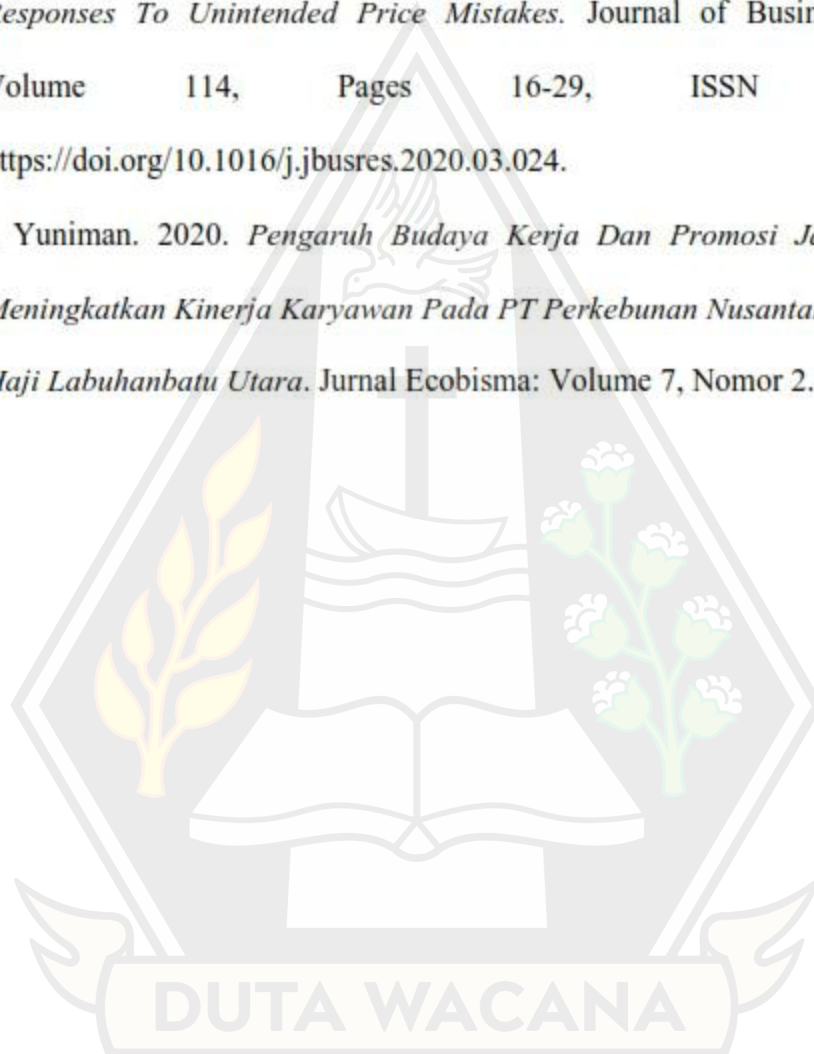 esponses To Unintended Price Mistakes. Journal of Busin
Volume 114, Pages 16-29, ISSN
ttps://doi.org/10.1016/j.jbusres.2020.03.024.
Yuniman. 2020. Pengaruh Budaya Kerja Dan Promosi Ja
Meningkatkan Kinerja Karyawan Pada PT Perkebunan Nusanta
Haji Labuhanbatu Utara. Jurnal Ecobisma: Volume 7, Nomor 2.
DUTA WACANA